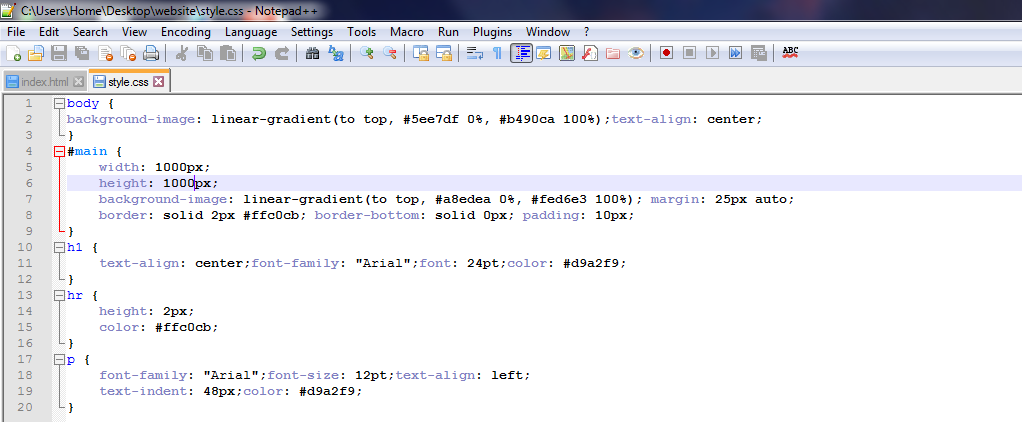 C:\Users\Home\Desktop\website\style.css - Notepad++
File Edit Search View Encoding Language Settings Tools Macro Run Plugins Window ?
ABC
index.html style.css
1 body {
2 background-image: linear-gradient(to top, #5ee7df 0%, #b490ca 100%);text-align: center;
3 }
4 #main {
5 width: 1000px;
6 height: 1000px;
7 background-image: linear-gradient(to top, #a8edea 0%, #fed6e3 100%); margin: 25px auto;
8 border: solid 2px #ffc0cb; border-bottom: solid 0px; padding: 10px;
9 }
10 h1 {
11 text-align: center;font-family: "Arial";font: 24pt;color: #d9a2f9;
12 }
13 hr {
14 height: 2px;
15 color: #ffc0cb;
16 }
17 p {
18 font-family: "Arial";font-size: 12pt;text-align: left;
19 text-indent: 48px;color: #d9a2f9;
20 }